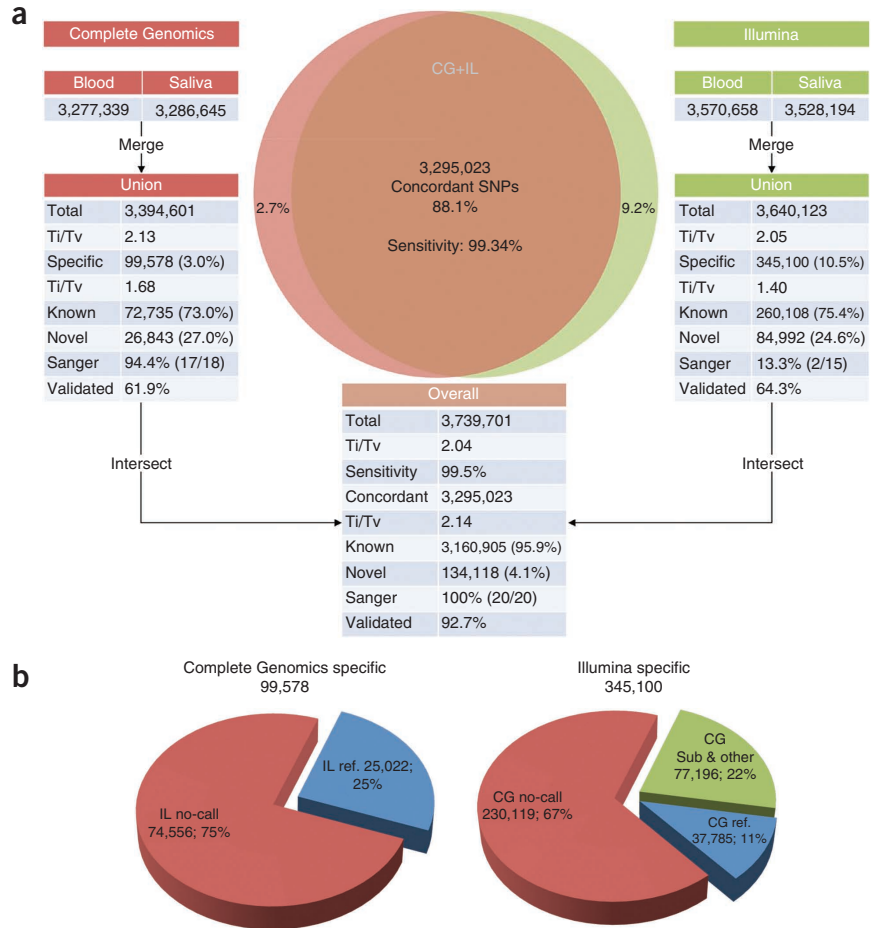 a
Complete Genomics
Blood Saliva
3,277,339 3,286,645
Merge
Union
Total 3,394,601
Ti/Tv 2.13
Specific 99,578 (3.0%)
Ti/Tv 1.68
Known 72,735 (73.0%)
Novel 26,843 (27.0%)
Sanger 94.4% (17/18)
Validated 61.9%
Intersect
CG+IL
3,295,023
Concordant SNPs
88.1%
Sensitivity: 99.34%
2.7%
9.2%
Illumina
Blood Saliva
3,570,658 3,528,194
Merge
Union
Total 3,640,123
Ti/Tv 2.05
Specific 345,100 (10.5%)
Ti/Tv 1.40
Known 260,108 (75.4%)
Novel 84,992 (24.6%)
Sanger 13.3% (2/15)
Validated 64.3%
Intersect
Overall
Total 3,739,701
Ti/Tv 2.04
Sensitivity 99.5%
Concordant 3,295,023
Ti/Tv 2.14
Known 3,160,905 (95.9%)
Novel 134,118 (4.1%)
Sanger 100% (20/20)
Validated 92.7%
b
Complete Genomics specific
99,578
IL ref. 25,022;
25%
IL no-call
74,556; 75%
Illumina specific
345,100
CG
Sub & other
77,196; 22%
CG no-call
230,119; 67%
CG ref.
37,785; 11%